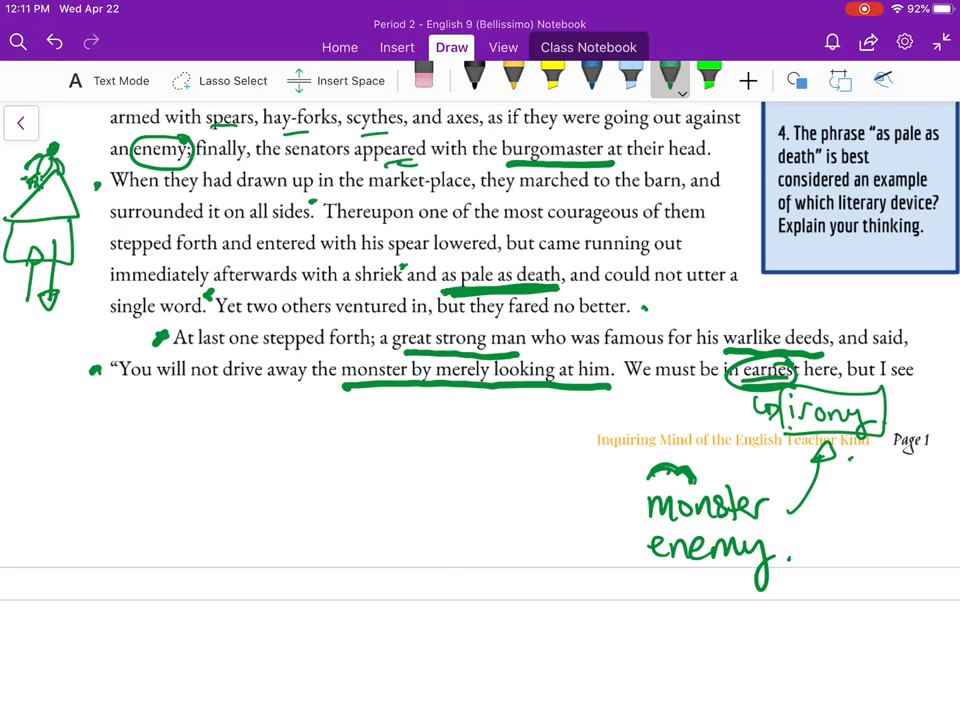 12:11 PM Wed Apr 22
92%
Period 2 - English 9 (Bellissimo) Notebook
Home Insert Draw View Class Notebook
A Text Mode Lasso Select Insert Space
armed with spears, hay-forks, scythes, and axes, as if they were going out against
an enemy; finally, the senators appeared with the burgomaster at their head.
When they had drawn up in the market-place, they marched to the barn, and
surrounded it on all sides. Thereupon one of the most courageous of them
stepped forth and entered with his spear lowered, but came running out
immediately afterwards with a shriek and as pale as death, and could not utter a
single word. Yet two others ventured in, but they fared no better.
At last one stepped forth; a great strong man who was famous for his warlike deeds, and said,
“You will not drive away the monster by merely looking at him. We must be in earnest here, but I see
4. The phrase “as pale as
death” is best
considered an example
of which literary device?
Explain your thinking.
irony
Inquiring Mind of the English Teacher Kind Page 1
monster
enemy.